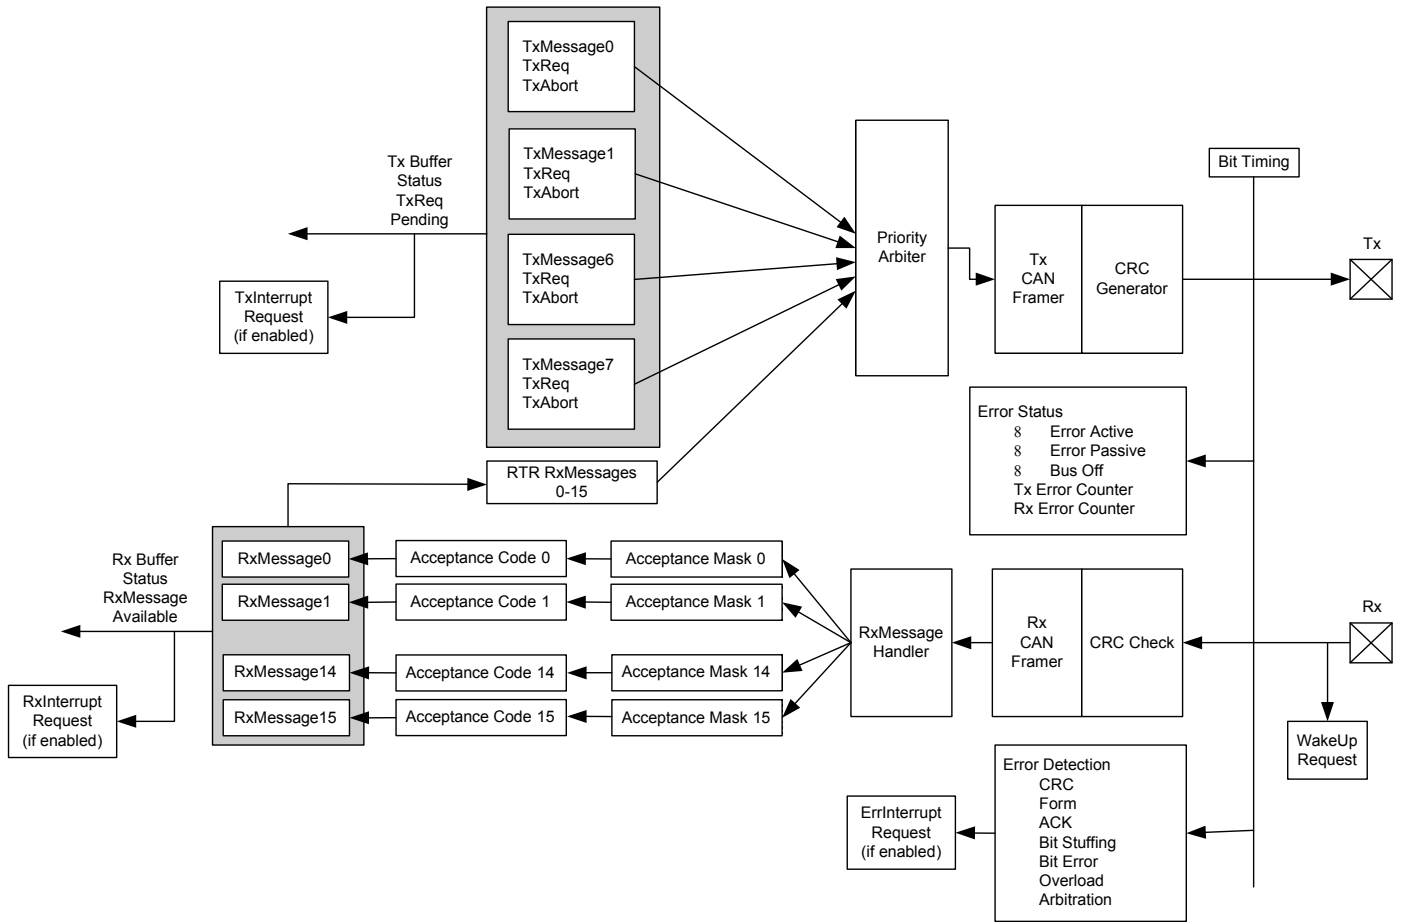 TxMessage0
TxReq
TxAbort
TxMessage1
TxReq
TxAbort
TxMessage6
TxReq
TxAbort
TxMessage7
TxReq
TxAbort
Tx Buffer
Status
TxReq
Pending
TxInterrupt
Request
(if enabled)
Priority
Arbiter
Tx
CAN
Framer
CRC
Generator
Bit Timing
Tx
Error Status
8 Error Active
8 Error Passive
8 Bus Off
Tx Error Counter
Rx Error Counter
RTR RxMessages
0-15
Rx Buffer
Status
RxMessage
Available
RxInterrupt
Request
(if enabled)
RxMessage0
Acceptance Code 0
Acceptance Mask 0
RxMessage1
Acceptance Code 1
Acceptance Mask 1
RxMessage14
Acceptance Code 14
Acceptance Mask 14
RxMessage15
Acceptance Code 15
Acceptance Mask 15
RxMessage
Handler
Rx
CAN
Framer
CRC Check
Rx
WakeUp
Request
Error Detection
CRC
Form
ACK
Bit Stuffing
Bit Error
Overload
Arbitration
ErrInterrupt
Request
(if enabled)